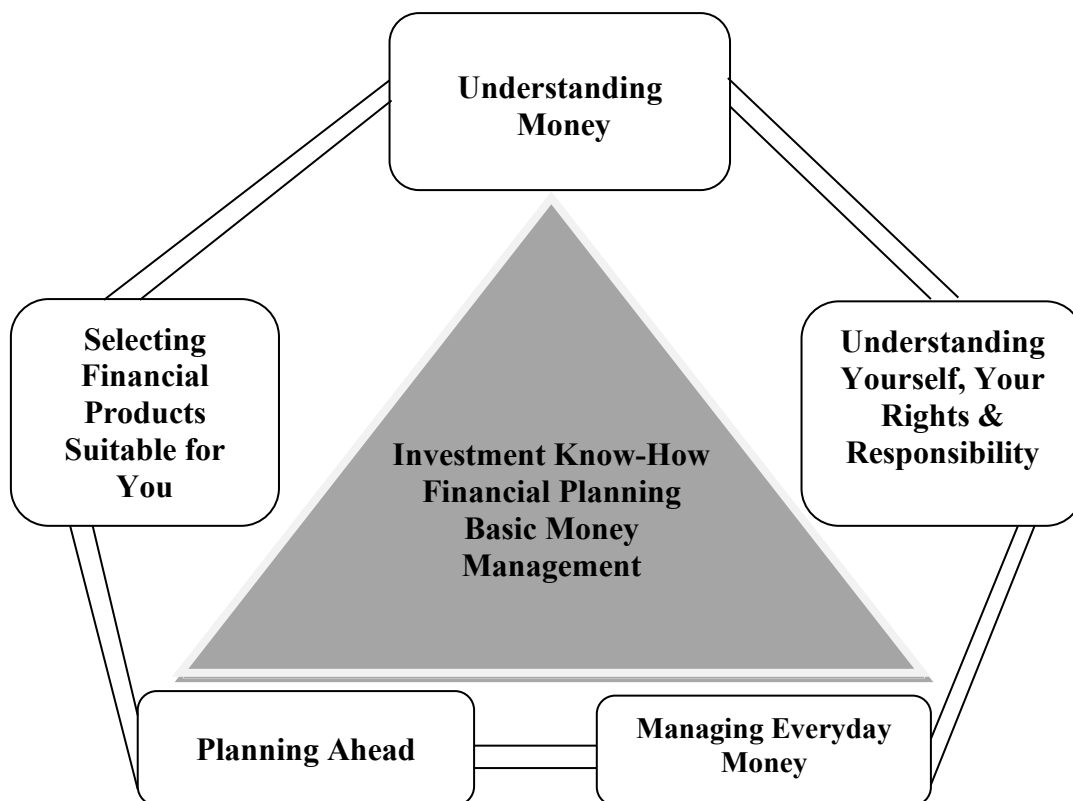 Understanding
Money
Selecting
Financial
Products
Suitable for
You
Understanding
Yourself, Your
Rights &
Responsibility
Investment Know-How
Financial Planning
Basic Money
Management
Planning Ahead
Managing Everyday
Money